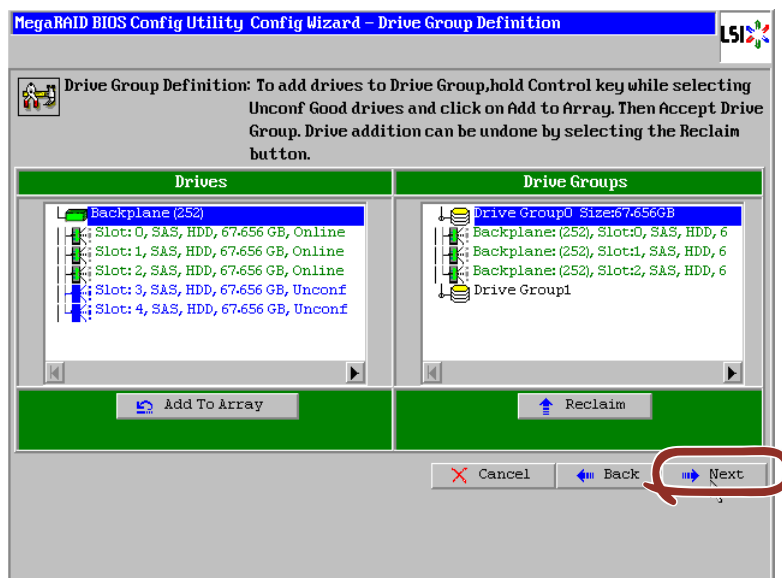 MegaRAID BIOS Config Utility Config Wizard – Drive Group Definition
LSI
Drive Group Definition: To add drives to Drive Group,hold Control key while selecting
Unconf Good drives and click on Add to Array. Then Accept Drive
Group. Drive addition can be undone by selecting the Reclaim
button.
Drives
Backplane (252)
Slot: 0, SAS, HDD, 67.656 GB, Online
Slot: 1, SAS, HDD, 67.656 GB, Online
Slot: 2, SAS, HDD, 67.656 GB, Online
Slot: 3, SAS, HDD, 67.656 GB, Unconf
Slot: 4, SAS, HDD, 67.656 GB, Unconf
Add To Array
Drive Groups
Drive Group0 Size:67.656GB
Backplane: (252), Slot:0, SAS, HDD, 6
Backplane: (252), Slot:1, SAS, HDD, 6
Backplane: (252), Slot:2, SAS, HDD, 6
Drive Group1
Reclaim
Cancel
Back
Next